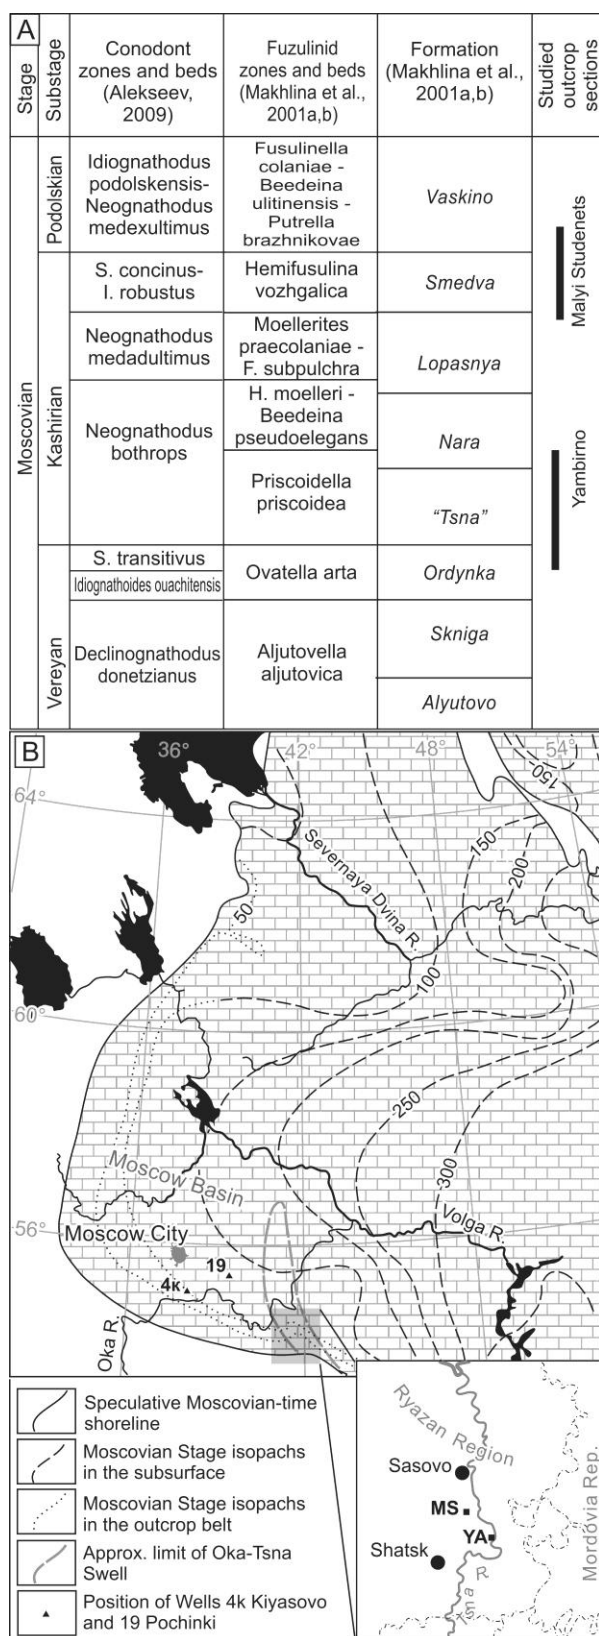 A
Stage
Substage
Conodont
zones and beds
(Alekseev,
2009)
Fuzulinid
zones and beds
(Makhlina et al.,
2001a,b)
Formation
(Makhlina et al.,
2001a,b)
Studied
outcrop
sections
Moscovian
Podolskian
Idiognathodus
podolskensis-
Neognathodus
medexultimus
Fusulinella
colaniae -
Beedeina
ulitinensis -
Putrella
brazhnikovae
Vaskino
Malyi Studenets
Kashirian
S. concinus-
I. robustus
Hemifusulina
vozhgalica
Smedva
Neognathodus
medadultimus
Moellerites
praecolaniae -
F. subpulchra
Lopasnya
Neognathodus
bothrops
H. moelleri -
Beedeina
pseudoelegans
Nara
Yambirno
Priscoidella
priscoidea
“Tsna”
Vereyan
S. transitivus
Idiognathoides ouachitensis
Ovatella arta
Ordynka
Declinognathodus
donetzianus
Aljutovella
aljutovica
Skniga
Alyutovo
B
36°
42°
48°
54°
64°
150
150
200
Severnaya Dvina R.
50
100
60°
250
300
Moscow Basin
Volga R.
56°
Moscow City
19
4к
Oka R.
Speculative Moscovian-time
shoreline
Moscovian Stage isopachs
in the subsurface
Moscovian Stage isopachs
in the outcrop belt
Approx. limit of Oka-Tsna
Swell
Position of Wells 4k Kiyasovo
and 19 Pochinki
Ryazan Region
Sasovo
MS
YA
Shatsk
R.
Mordovia Rep.